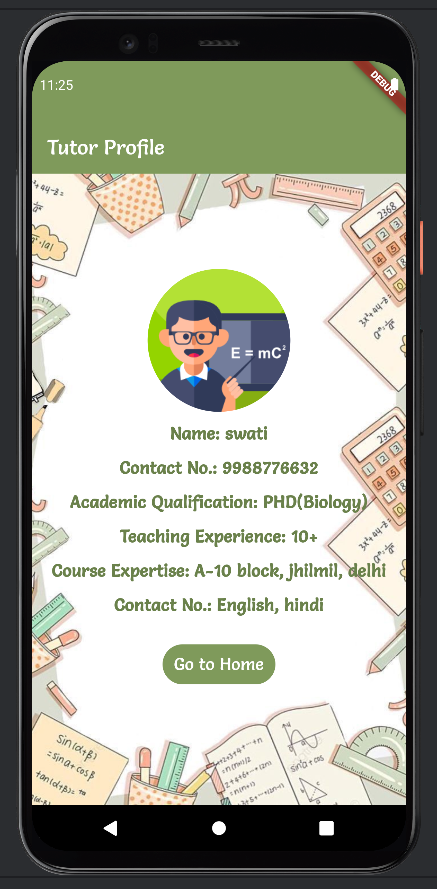 11:25
DEBUG
Tutor Profile
2368
E = mC²
Name: swati
Contact No.: 9988776632
Academic Qualification: PHD(Biology)
Teaching Experience: 10+
Course Expertise: A-10 block, jhilmil, delhi
Contact No.: English, hindi
Go to Home
2368
Sin(α+β)
= sinα+cosβ
tan(α+β)=